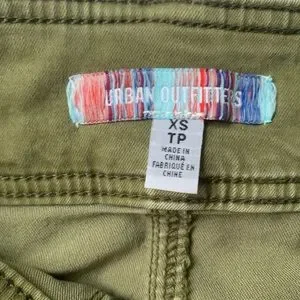 URBAN OUTFITTERS
XS
TP
MADE IN
CHINA
FABRIQUÉ EN
CHINE